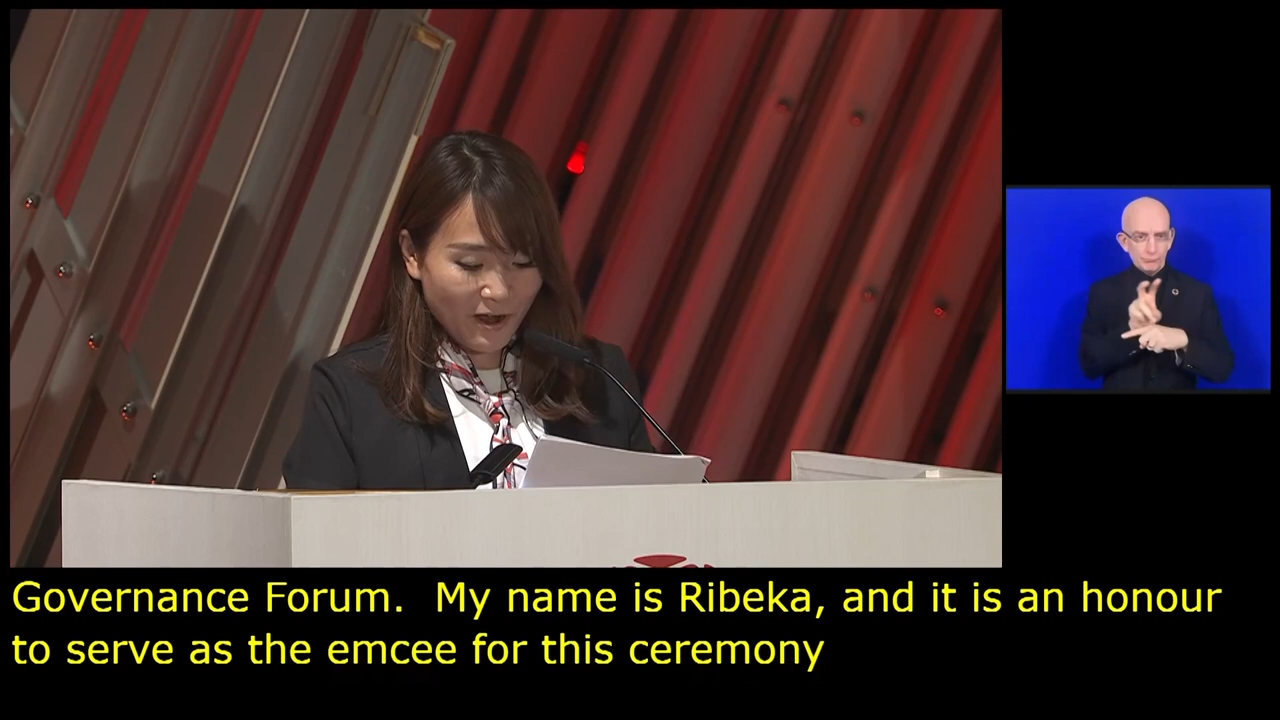 Governance Forum.  My name is Ribeka, and it is an honour
to serve as the emcee for this ceremony